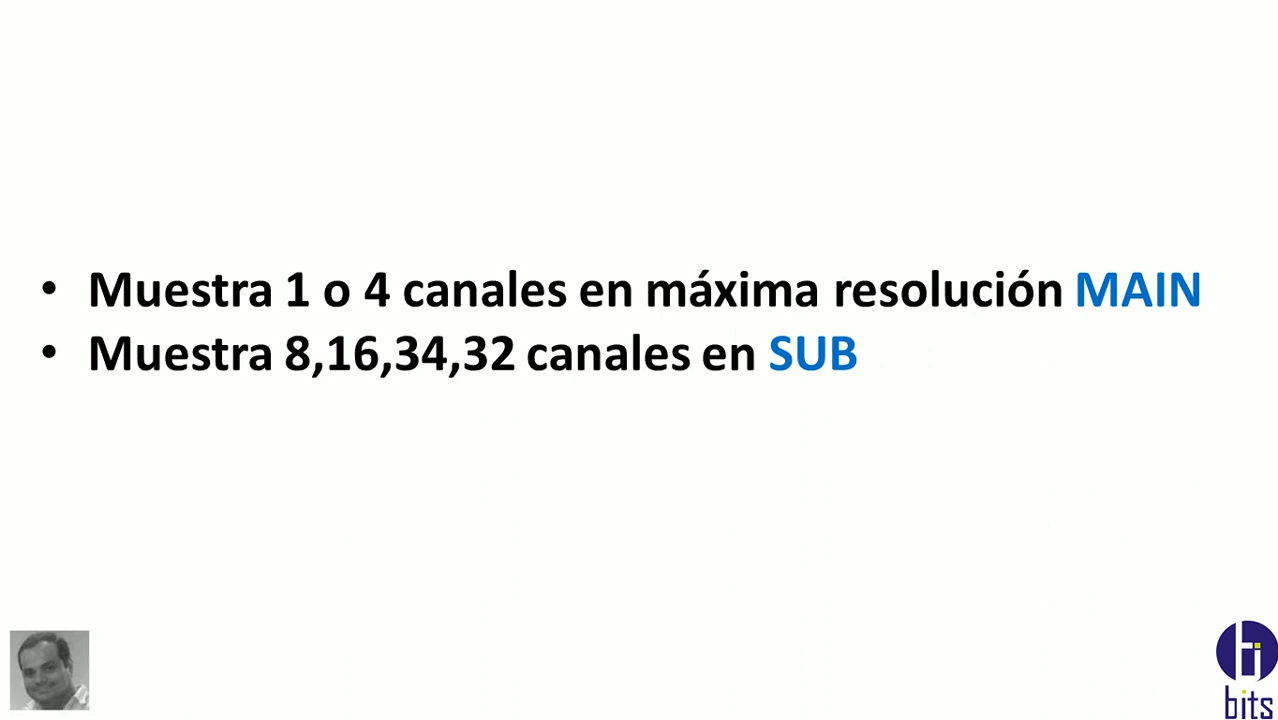 • Muestra 1 o 4 canales en máxima resolución MAIN
• Muestra 8,16,34,32 canales en SUB
bits